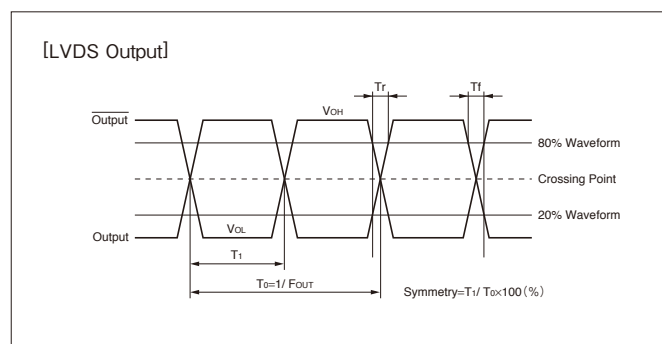 [LVDS Output]
Tr
Tf
Output
VOH
80% Waveform
Crossing Point
20% Waveform
Output
VOL
T1
T0=1/ FOUT
Symmetry=T1/ T0×100(%)